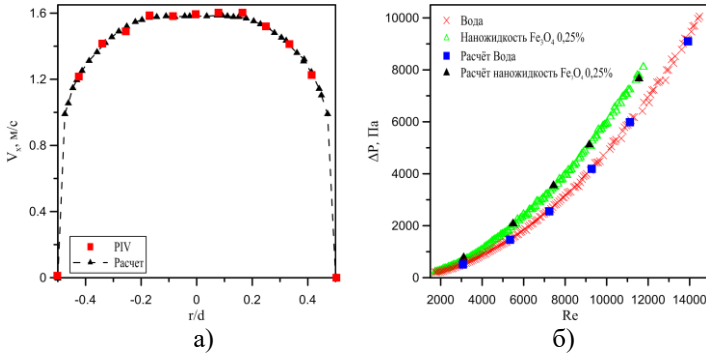 1.6
1.2
0.8
0.4
0
Vx, м/с
-0.4 -0.2 0 0.2 0.4
r/d
PIV
Расчет
а)
10000
8000
6000
4000
2000
0
ΔP, Па
Вода
Наножидкость Fe3O4 0,25%
Расчёт Вода
Расчёт наножидкость 0,25%
2000 4000 6000 8000 10000 12000 14000
Re
б)